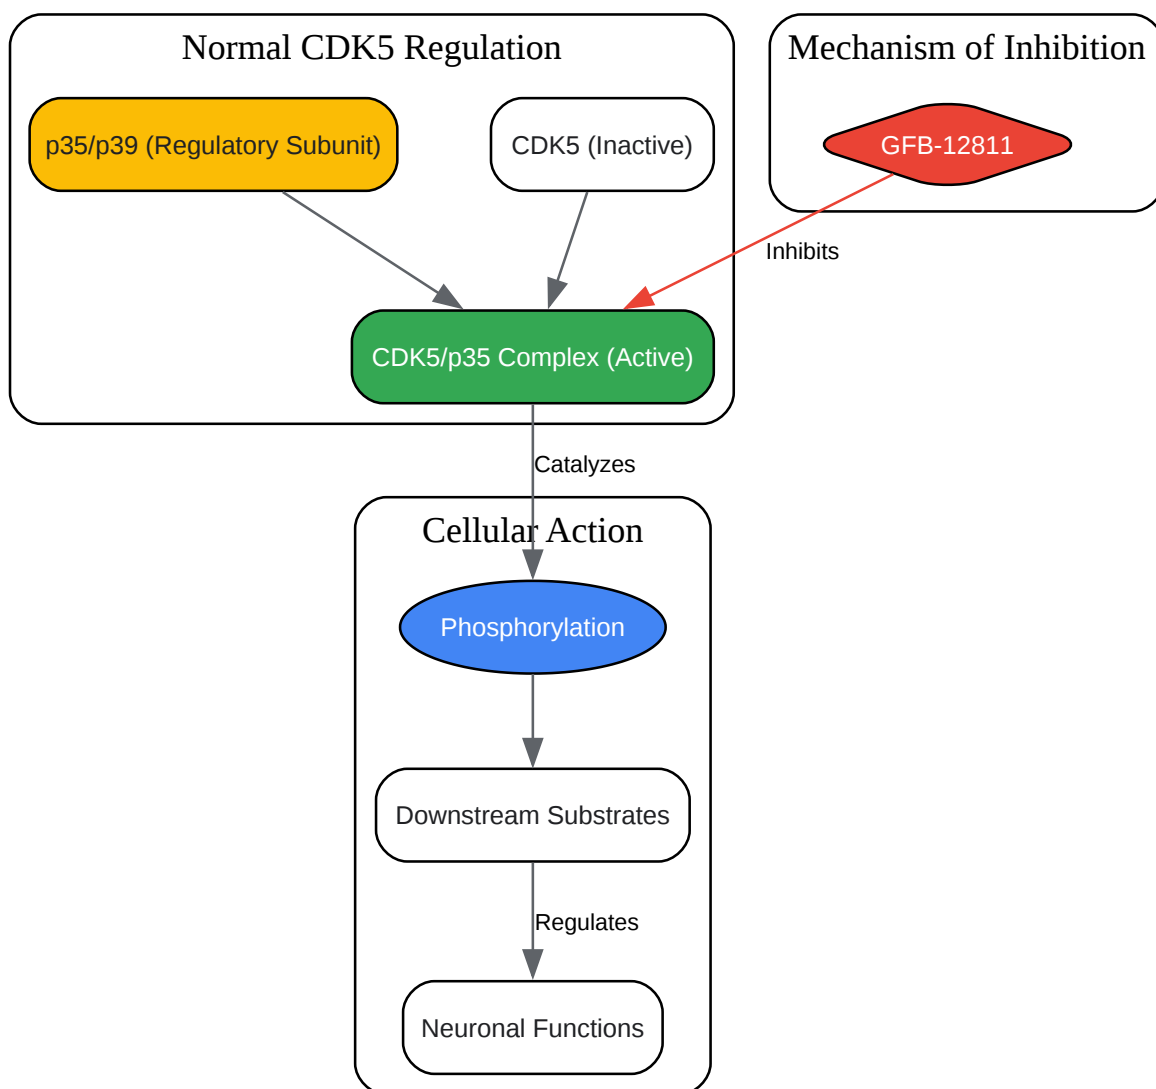 Normal CDK5 Regulation
Mechanism of Inhibition
p35/p39 (Regulatory Subunit)
CDK5 (Inactive)
GFB-12811
Inhibits
CDK5/p35 Complex (Active)
Catalyzes
Cellular Action
Phosphorylation
Downstream Substrates
Regulates
Neuronal Functions